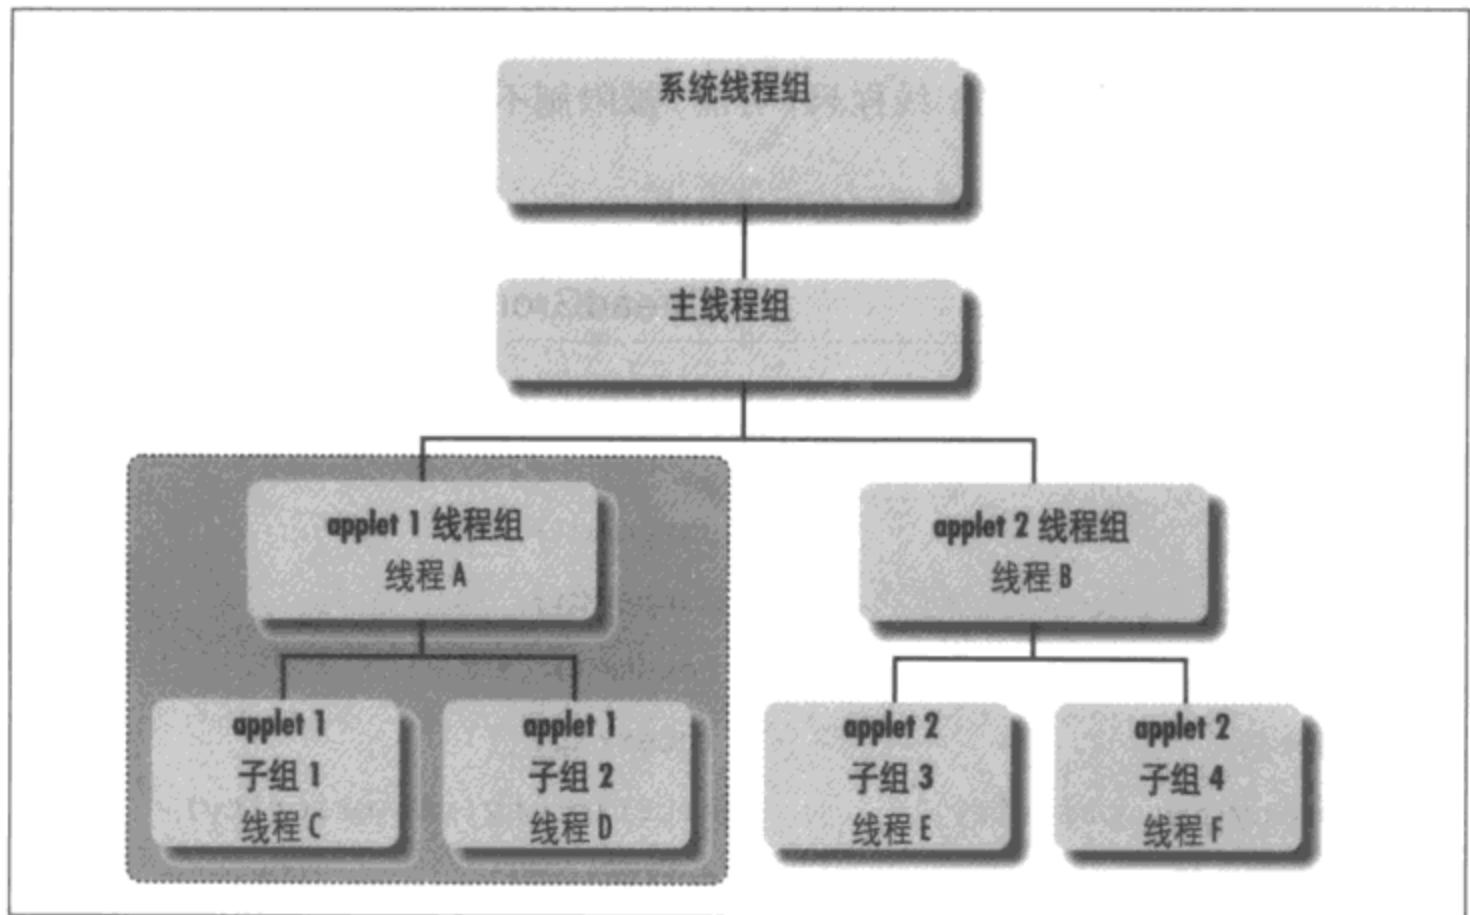 系统线程组
主线程组
applet 1 线程组
线程 A
applet 2 线程组
线程 B
applet 1
子组 1
线程 C
applet 1
子组 2
线程 D
applet 2
子组 3
线程 E
applet 2
子组 4
线程 F